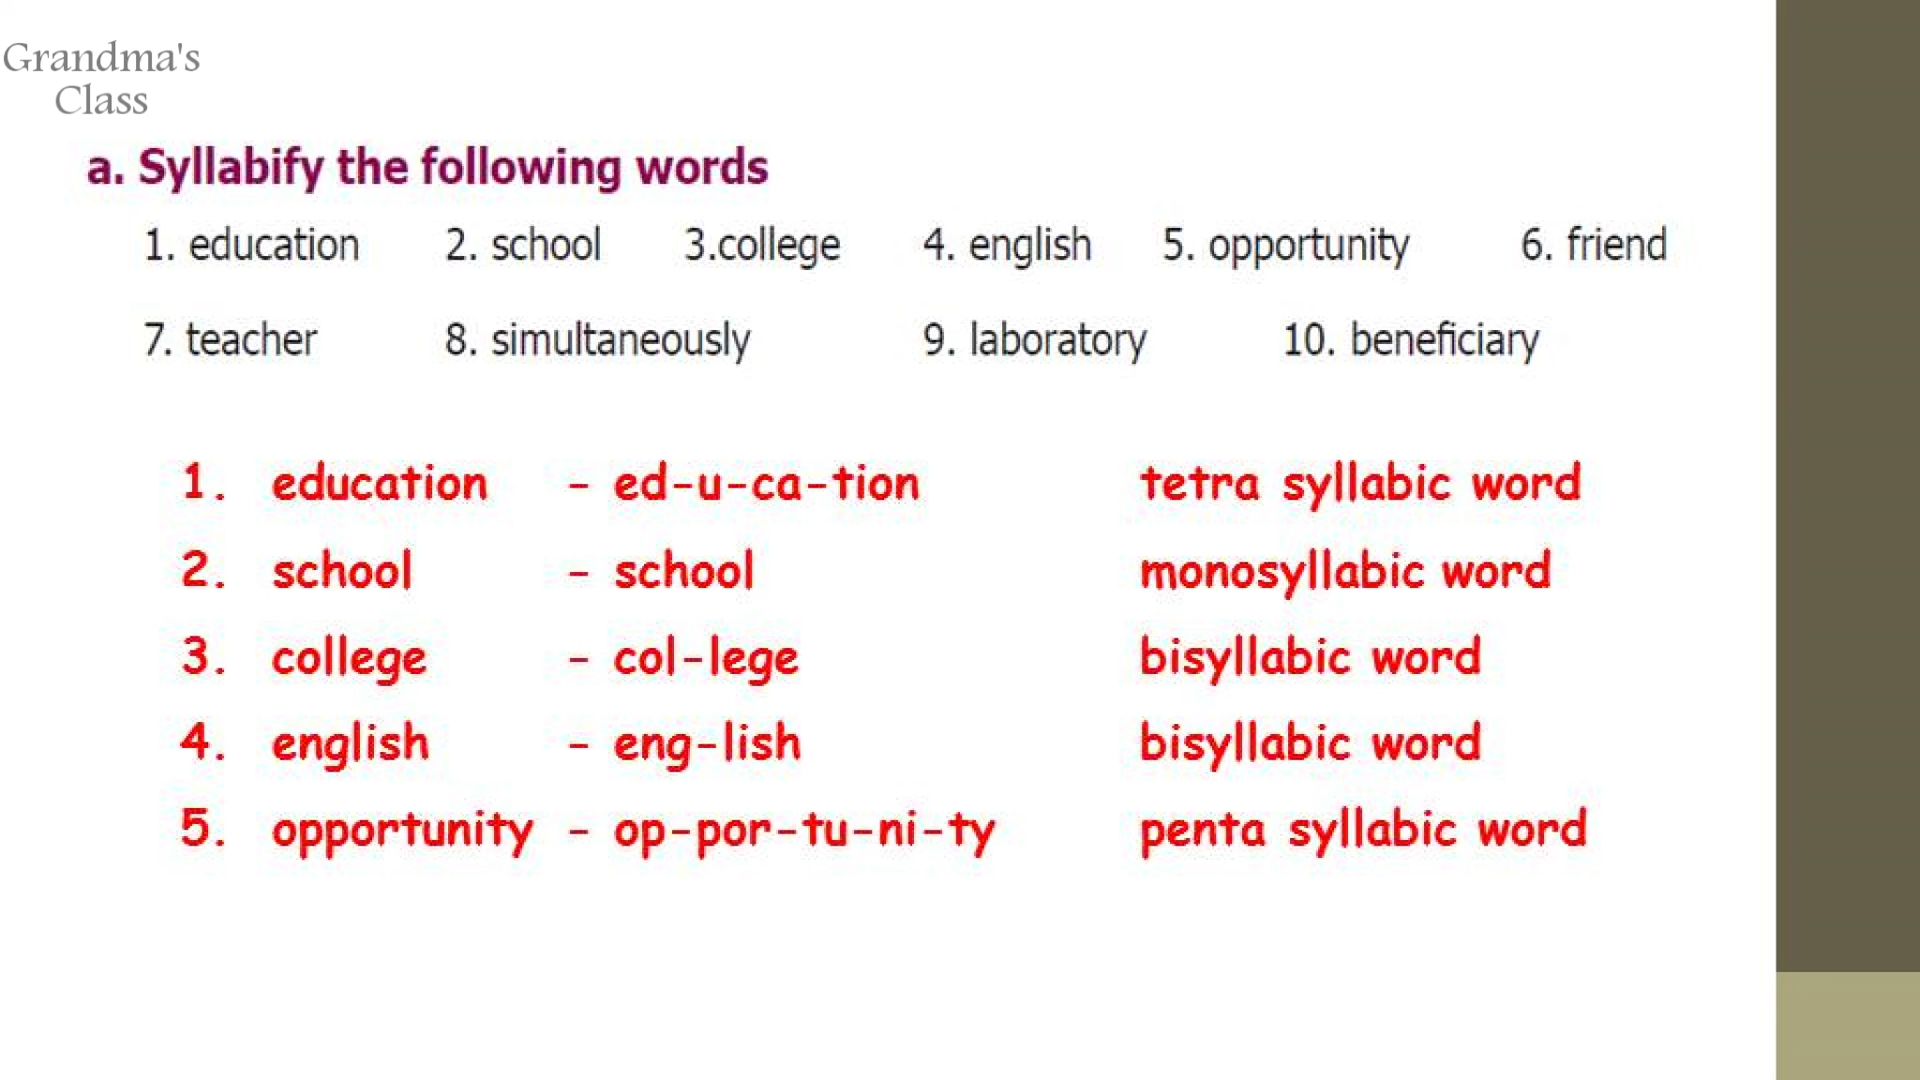 Grandma's
Class
a. Syllabify the following words
1. education 2. school 3.college 4. english 5. opportunity 6. friend
7. teacher 8. simultaneously 9. laboratory 10. beneficiary
1. education - ed-u-ca-tion tetra syllabic word
2. school - school monosyllabic word
3. college - col-lege bisyllabic word
4. english - eng-lish bisyllabic word
5. opportunity - op-por-tu-ni-ty penta syllabic word